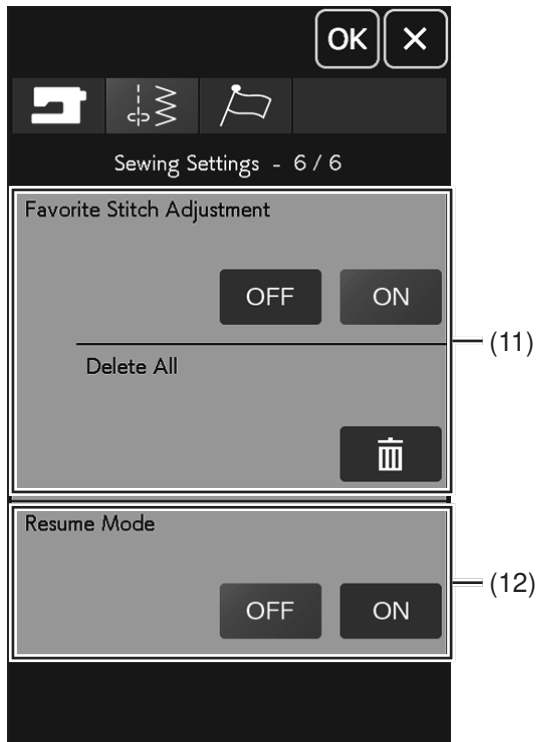 OK X
Sewing Settings - 6 / 6
Favorite Stitch Adjustment
OFF ON
(11)
Delete All
Resume Mode
(12)
OFF ON